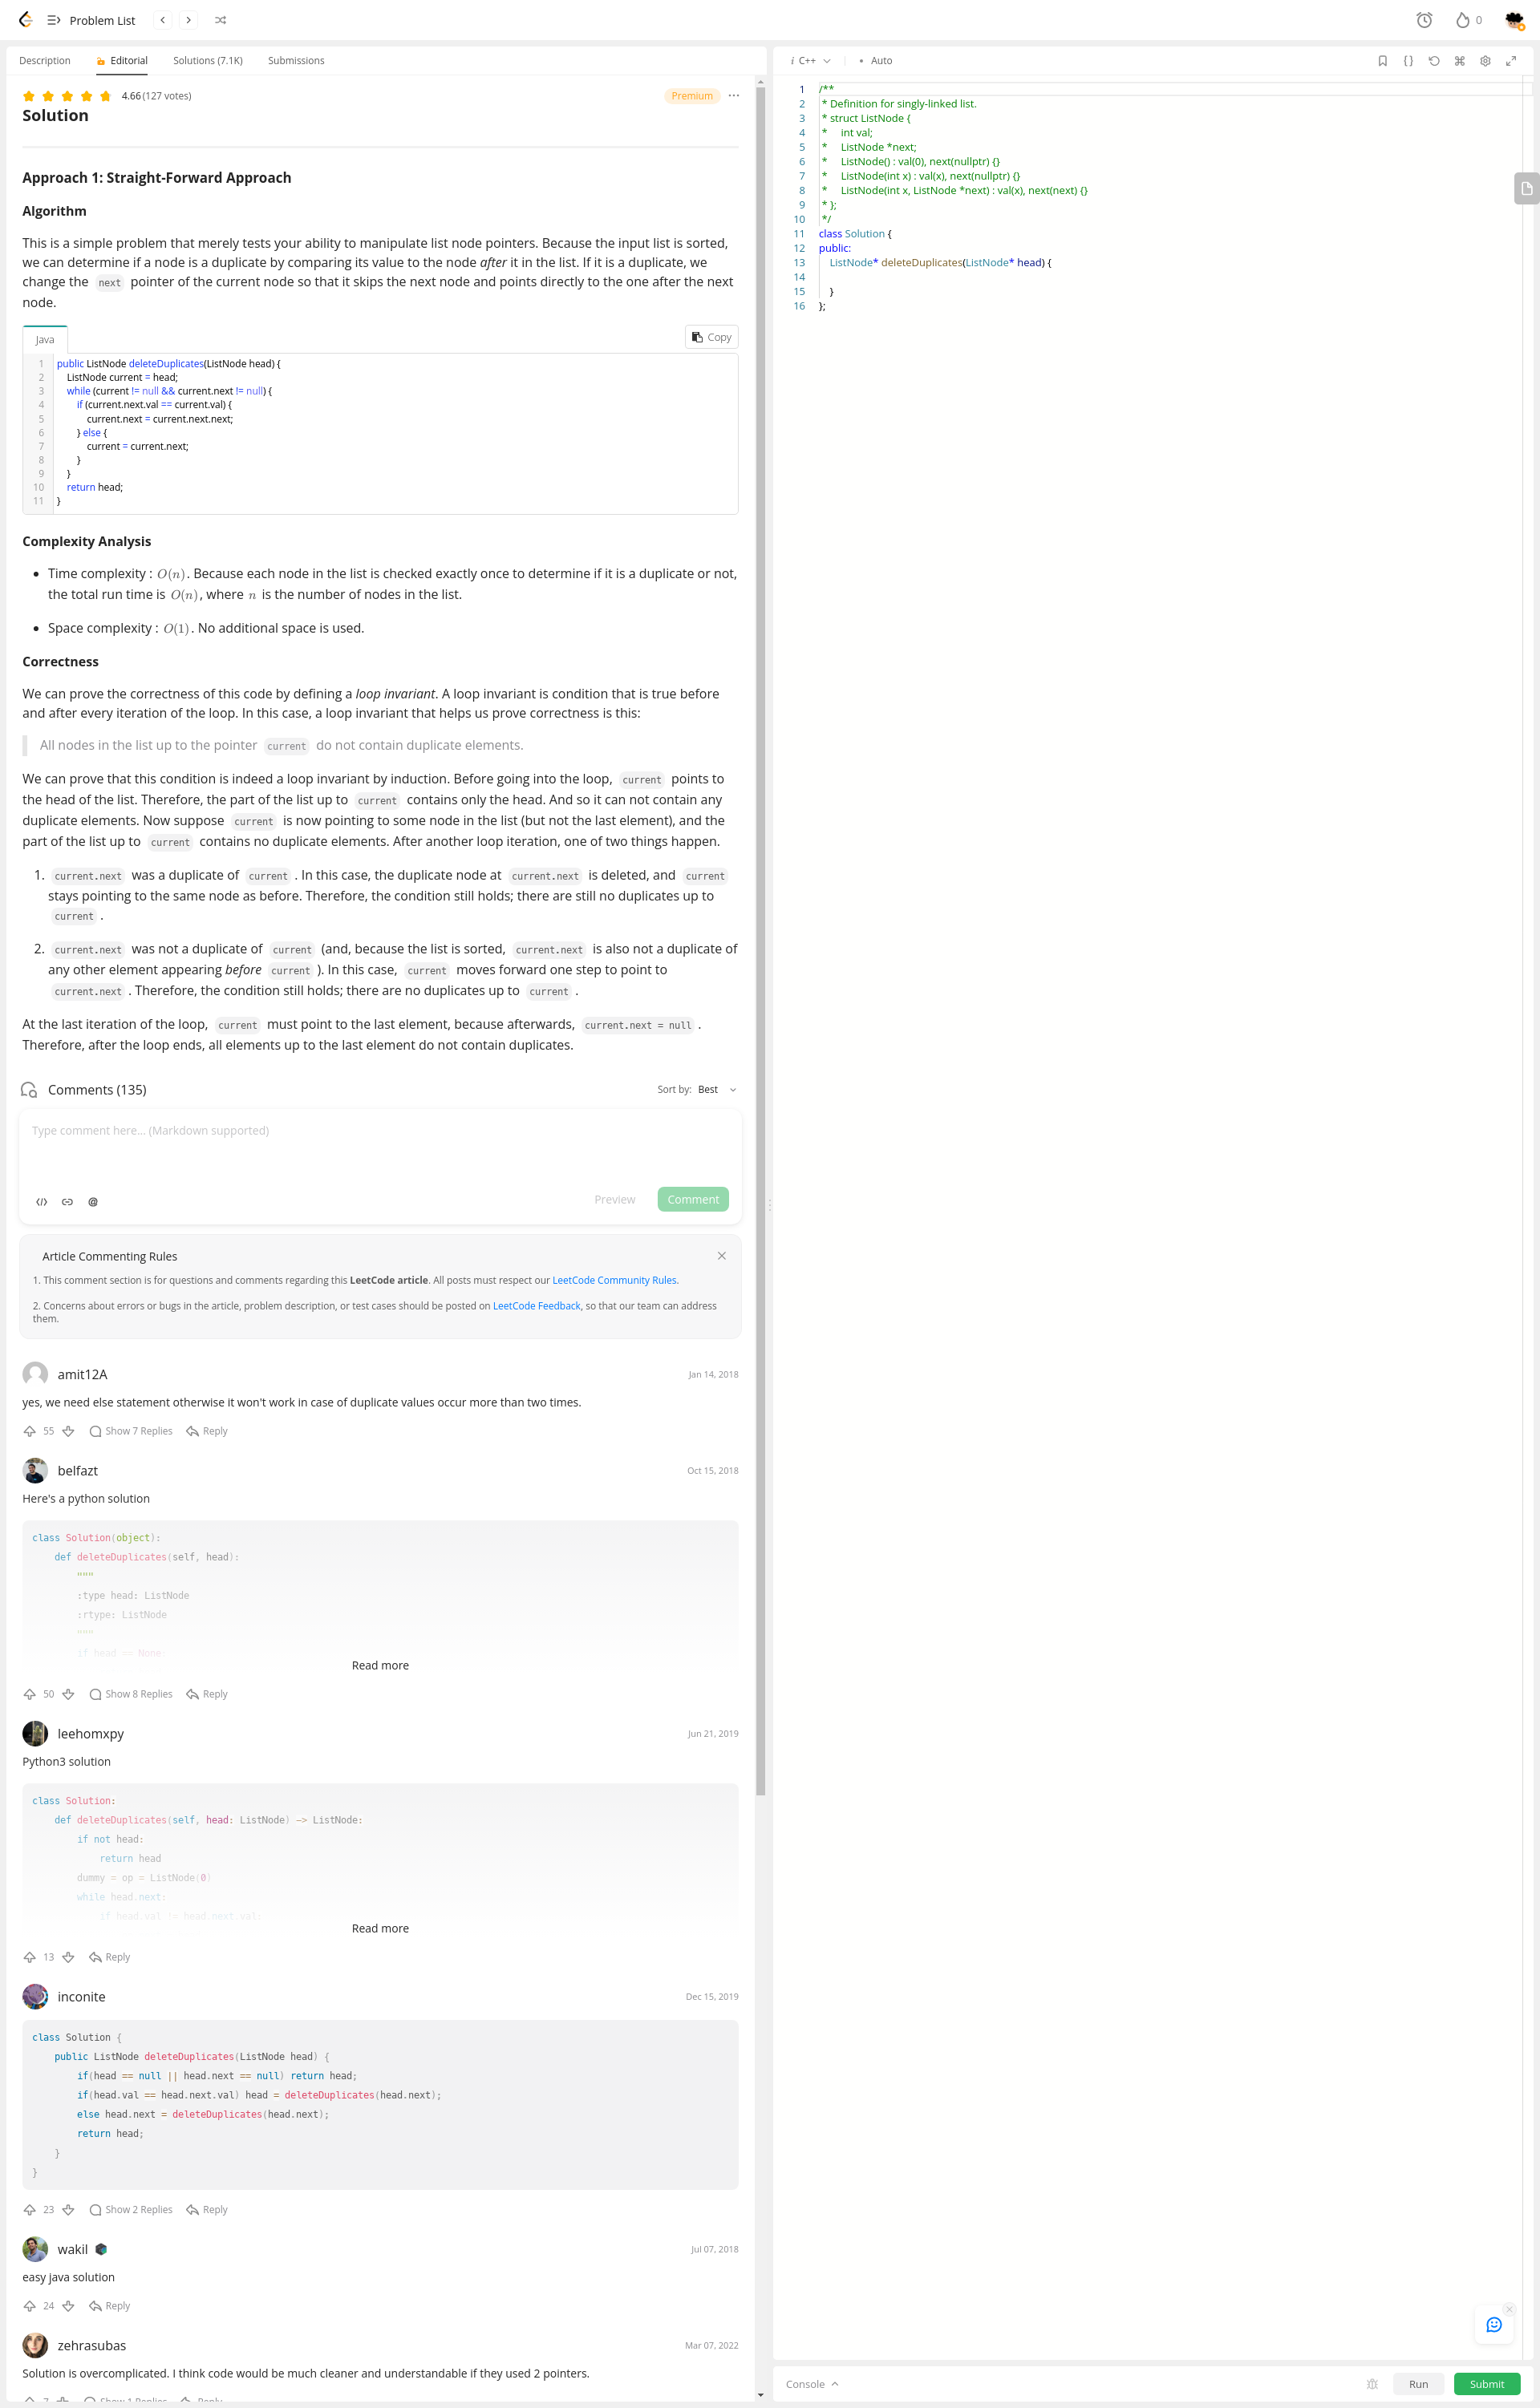 Problem List
0
Description
Editorial
Solutions (7.1K)
Submissions
4.66 (127 votes)
Premium
Solution
Approach 1: Straight-Forward Approach
Algorithm
This is a simple problem that merely tests your ability to manipulate list node pointers. Because the input list is sorted,
we can determine if a node is a duplicate by comparing its value to the node after it in the list. If it is a duplicate, we
change the next pointer of the current node so that it skips the next node and points directly to the one after the next
node.
Java
Copy
1 public ListNode deleteDuplicates(ListNode head) {
2 ListNode current = head;
3 while (current != null && current.next != null) {
4 if (current.next.val == current.val) {
5 current.next = current.next.next;
6 } else {
7 current = current.next;
8 }
9 }
10 return head;
11 }
Complexity Analysis
• Time complexity : O(n). Because each node in the list is checked exactly once to determine if it is a duplicate or not,
the total run time is O(n), where n is the number of nodes in the list.
• Space complexity : O(1). No additional space is used.
Correctness
We can prove the correctness of this code by defining a loop invariant. A loop invariant is condition that is true before
and after every iteration of the loop. In this case, a loop invariant that helps us prove correctness is this:
All nodes in the list up to the pointer current do not contain duplicate elements.
We can prove that this condition is indeed a loop invariant by induction. Before going into the loop, current points to
the head of the list. Therefore, the part of the list up to current contains only the head. And so it can not contain any
duplicate elements. Now suppose current is now pointing to some node in the list (but not the last element), and the
part of the list up to current contains no duplicate elements. After another loop iteration, one of two things happen.
1. current.next was a duplicate of current . In this case, the duplicate node at current.next is deleted, and current
stays pointing to the same node as before. Therefore, the condition still holds; there are still no duplicates up to
current .
2. current.next was not a duplicate of current (and, because the list is sorted, current.next is also not a duplicate of
any other element appearing before current ). In this case, current moves forward one step to point to
current.next . Therefore, the condition still holds; there are no duplicates up to current .
At the last iteration of the loop, current must point to the last element, because afterwards, current.next = null .
Therefore, after the loop ends, all elements up to the last element do not contain duplicates.
Comments (135)
Sort by: Best
Type comment here... (Markdown supported)
Preview
Comment
Article Commenting Rules
1. This comment section is for questions and comments regarding this LeetCode article. All posts must respect our LeetCode Community Rules.
2. Concerns about errors or bugs in the article, problem description, or test cases should be posted on LeetCode Feedback, so that our team can address
them.
amit12A
Jan 14, 2018
yes, we need else statement otherwise it won't work in case of duplicate values occur more than two times.
55
Show 7 Replies
Reply
belfazt
Oct 15, 2018
Here's a python solution
class Solution(object):
def deleteDuplicates(self, head):
"""
:type head: ListNode
:rtype: ListNode
"""
if head == None:
Read more
50
Show 8 Replies
Reply
leehomxpy
Jun 21, 2019
Python3 solution
class Solution:
def deleteDuplicates(self, head: ListNode) -> ListNode:
if not head:
return head
dummy = op = ListNode(0)
while head.next:
if head.val != head.next.val:
Read more
13
Reply
inconite
Dec 15, 2019
class Solution {
public ListNode deleteDuplicates(ListNode head) {
if(head == null || head.next == null) return head;
if(head.val == head.next.val) head = deleteDuplicates(head.next);
else head.next = deleteDuplicates(head.next);
return head;
}
}
23
Show 2 Replies
Reply
wakil
Jul 07, 2018
easy java solution
24
Reply
zehrasubas
Mar 07, 2022
Solution is overcomplicated. I think code would be much cleaner and understandable if they used 2 pointers.
7
Show 1 Replies
Reply
i C++
• Auto
1 /**
2 * Definition for singly-linked list.
3 * struct ListNode {
4 * int val;
5 * ListNode *next;
6 * ListNode() : val(0), next(nullptr) {}
7 * ListNode(int x) : val(x), next(nullptr) {}
8 * ListNode(int x, ListNode *next) : val(x), next(next) {}
9 * };
10 */
11 class Solution {
12 public:
13 ListNode* deleteDuplicates(ListNode* head) {
14
15 }
16 };
Console
Run
Submit